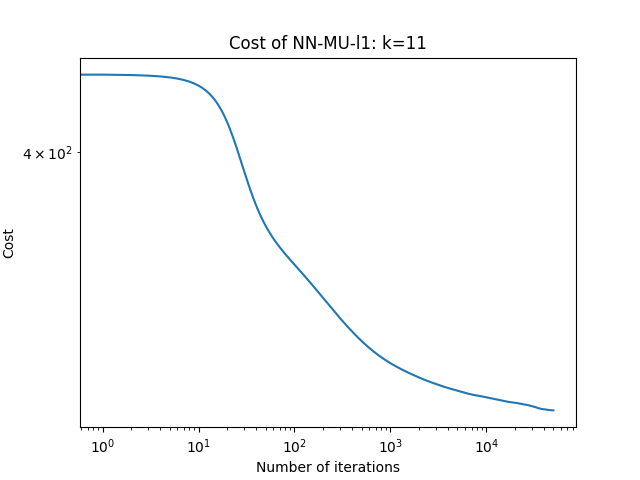 Cost of NN-MU-l1: k=11
4 × 10²
Cost
10⁰ 10¹ 10² 10³ 10⁴
Number of iterations